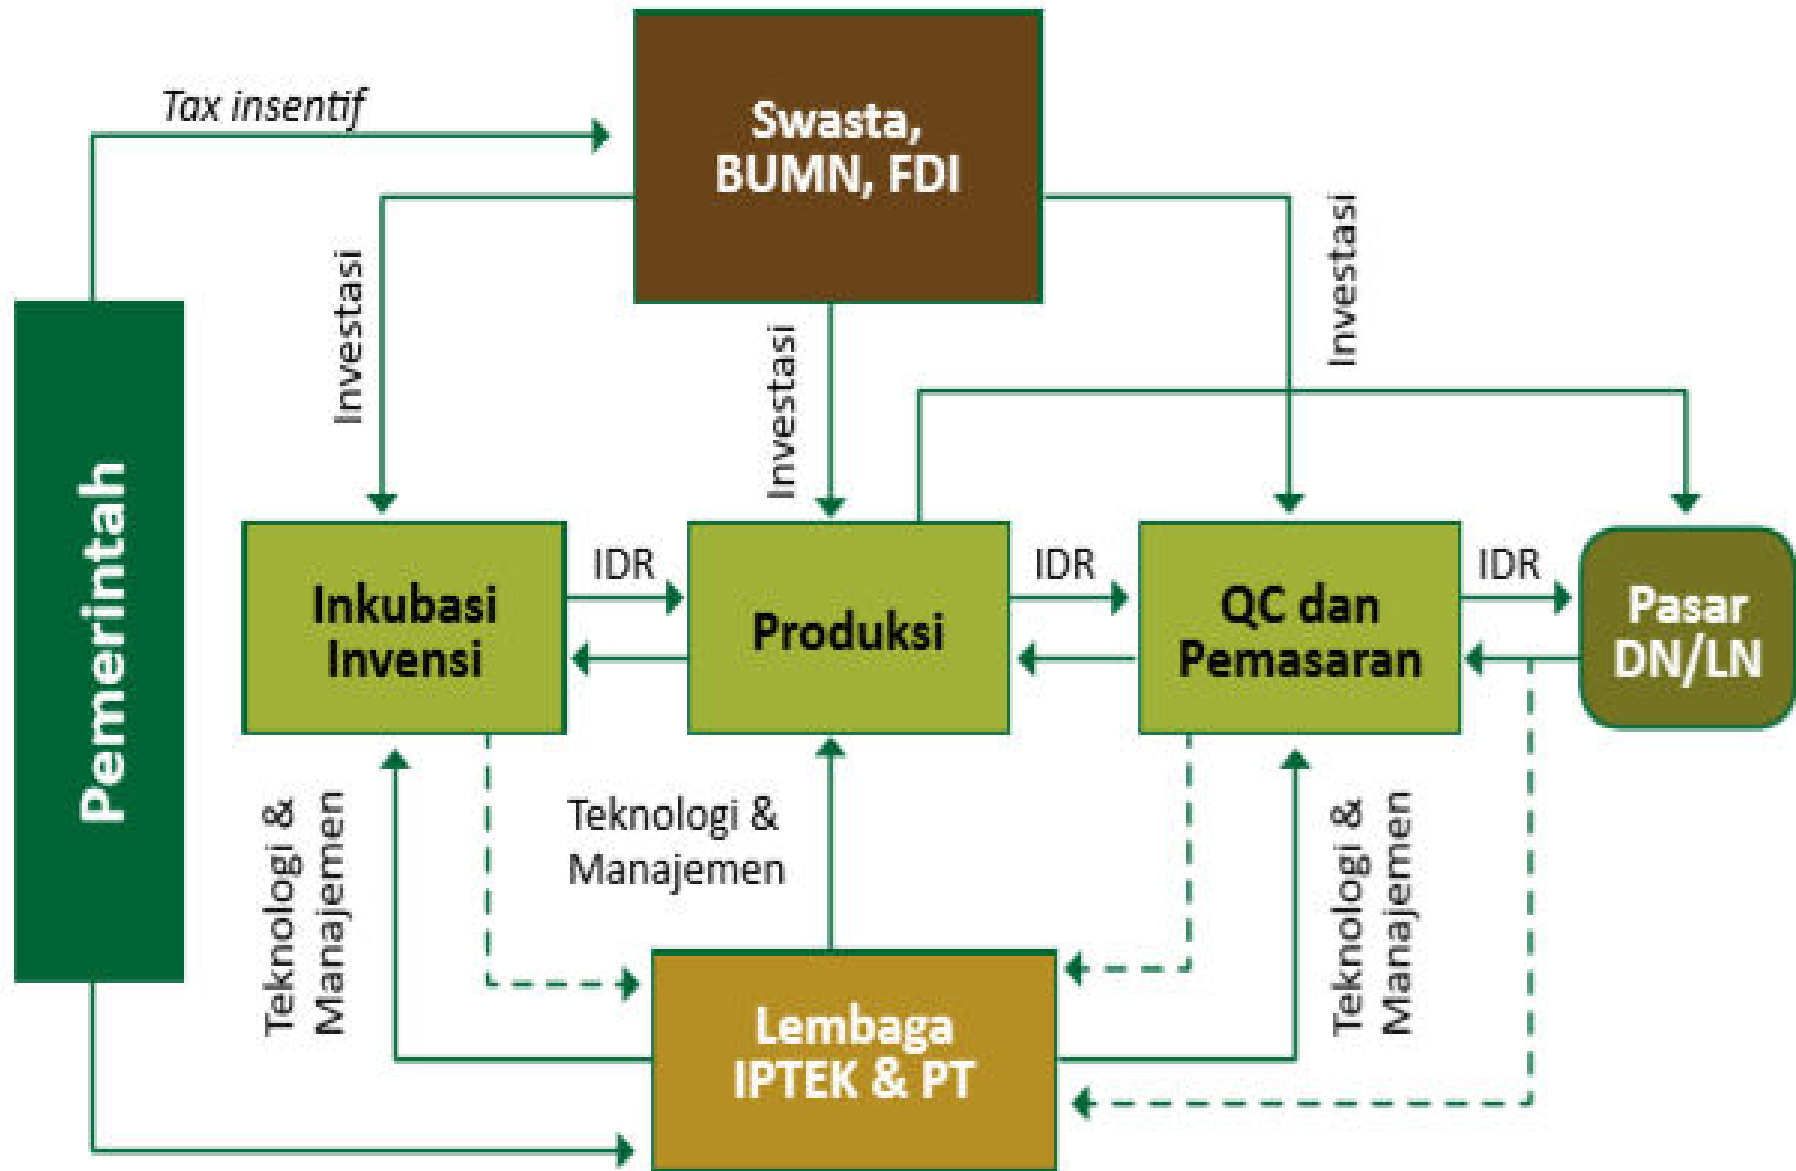 Tax insentif
Swasta,
BUMN, FDI
Investasi
Investasi
Investasi
Pemerintah
Inkubasi
Invensi
IDR
Produksi
IDR
QC dan
Pemasaran
IDR
Pasar
DN/LN
Teknologi &
Manajemen
Teknologi &
Manajemen
Teknologi &
Manajemen
Lembaga
IPTEK & PT